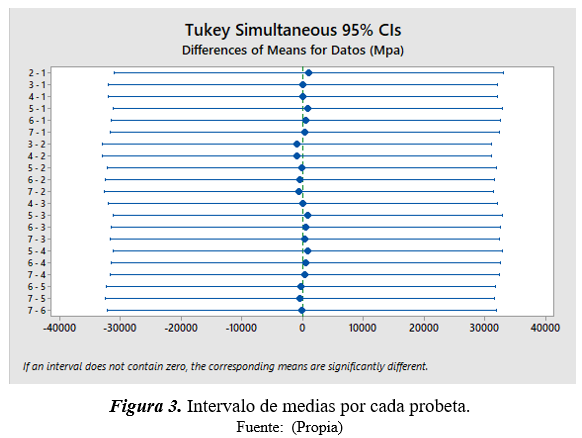 Tukey Simultaneous 95% CIs
Differences of Means for Datos (Mpa)
2 - 1
3 - 1
4 - 1
5 - 1
6 - 1
7 - 1
3 - 2
4 - 2
5 - 2
6 - 2
7 - 2
4 - 3
5 - 3
6 - 3
7 - 3
5 - 4
6 - 4
7 - 4
6 - 5
7 - 5
7 - 6
-40000 -30000 -20000 -10000 0 10000 20000 30000 40000
If an interval does not contain zero, the corresponding means are significantly different.
Figura 3. Intervalo de medias por cada probeta.
Fuente: (Propia)